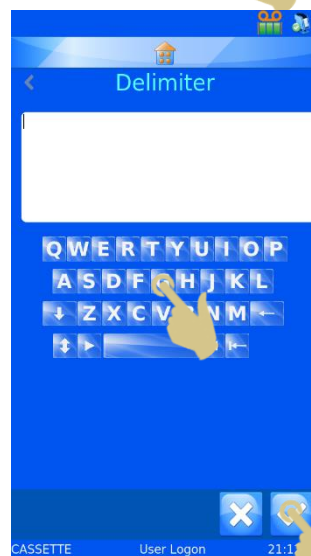 Delimiter
Q W E R T Y U I O P
A S D F G H J K L
Z X C V N M
CASSETTE User Logon 21:1